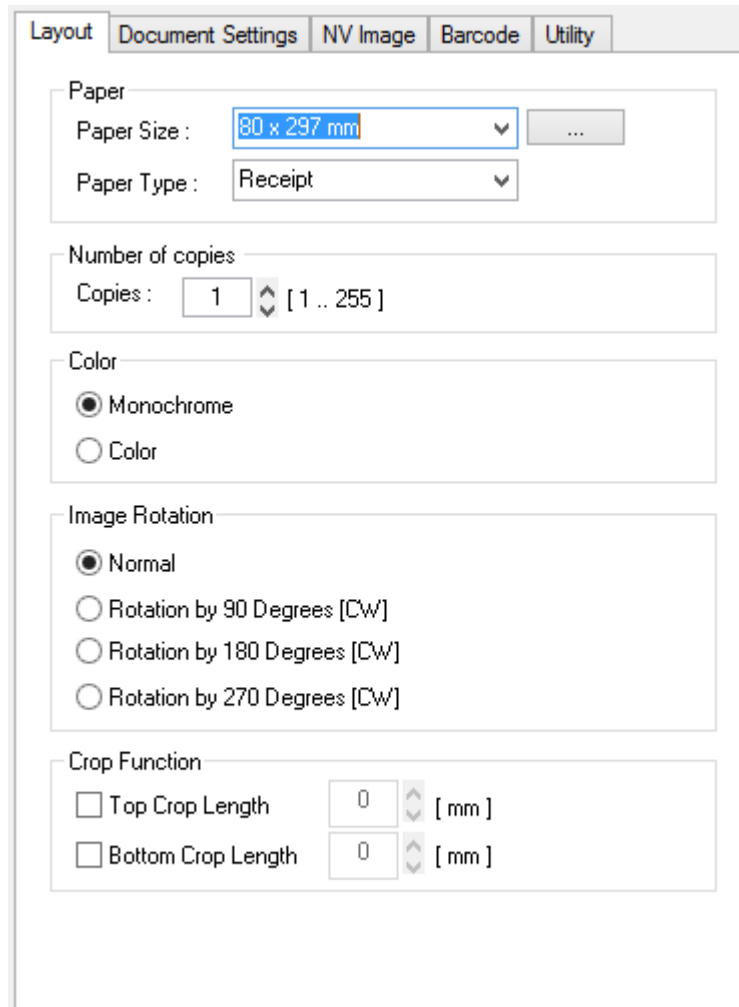 Layout Document Settings NV Image Barcode Utility
Paper
Paper Size : 80 x 297 mm ...
Paper Type : Receipt
Number of copies
Copies : 1 [ 1 .. 255 ]
Color
Monochrome
Color
Image Rotation
Normal
Rotation by 90 Degrees [CW]
Rotation by 180 Degrees [CW]
Rotation by 270 Degrees [CW]
Crop Function
Top Crop Length 0 [ mm ]
Bottom Crop Length 0 [ mm ]